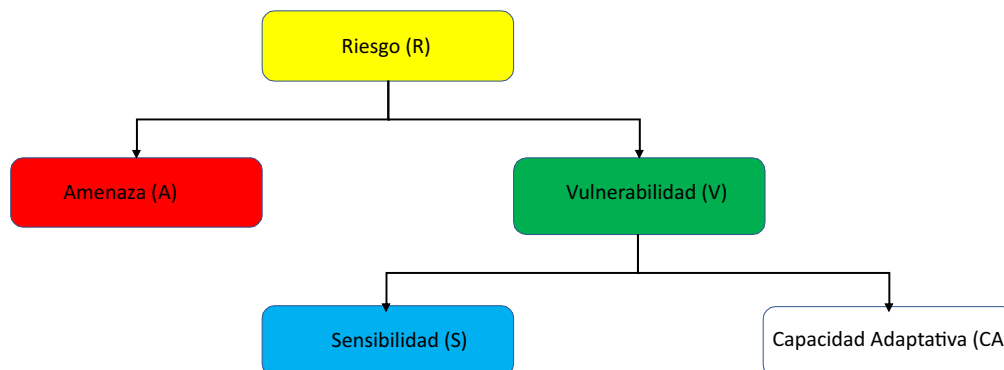 Riesgo (R)
Amenaza (A)
Vulnerabilidad (V)
Sensibilidad (S)
Capacidad Adaptativa (CA